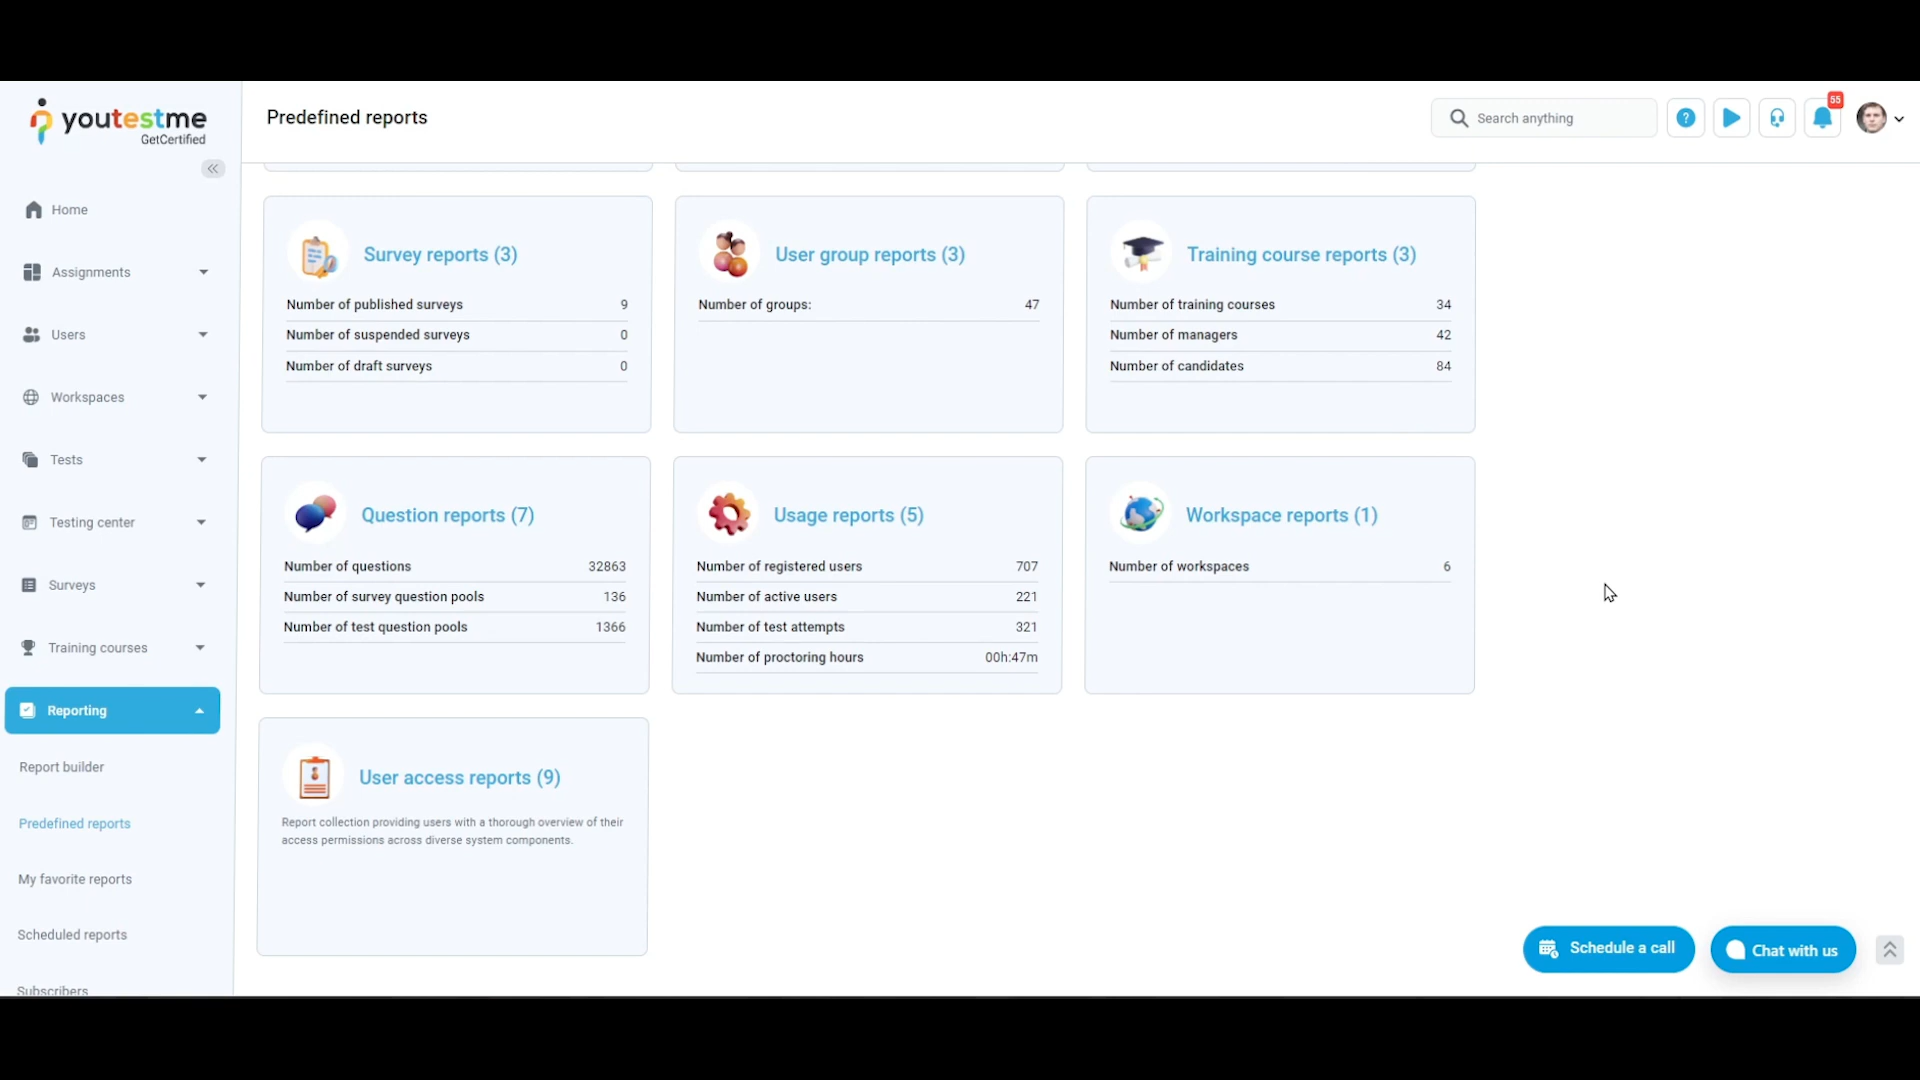 youtestme
GetCertified
Predefined reports
Search anything
?
55
Home
Assignments
Users
Workspaces
Tests
Testing center
Surveys
Training courses
Reporting
Report builder
Predefined reports
My favorite reports
Scheduled reports
Subscribers
Survey reports (3)
Number of published surveys 9
Number of suspended surveys 0
Number of draft surveys 0
User group reports (3)
Number of groups: 47
Training course reports (3)
Number of training courses 34
Number of managers 42
Number of candidates 84
Question reports (7)
Number of questions 32863
Number of survey question pools 136
Number of test question pools 1366
Usage reports (5)
Number of registered users 707
Number of active users 221
Number of test attempts 321
Number of proctoring hours 00h:47m
Workspace reports (1)
Number of workspaces 6
User access reports (9)
Report collection providing users with a thorough overview of their
access permissions across diverse system components.
Schedule a call
Chat with us